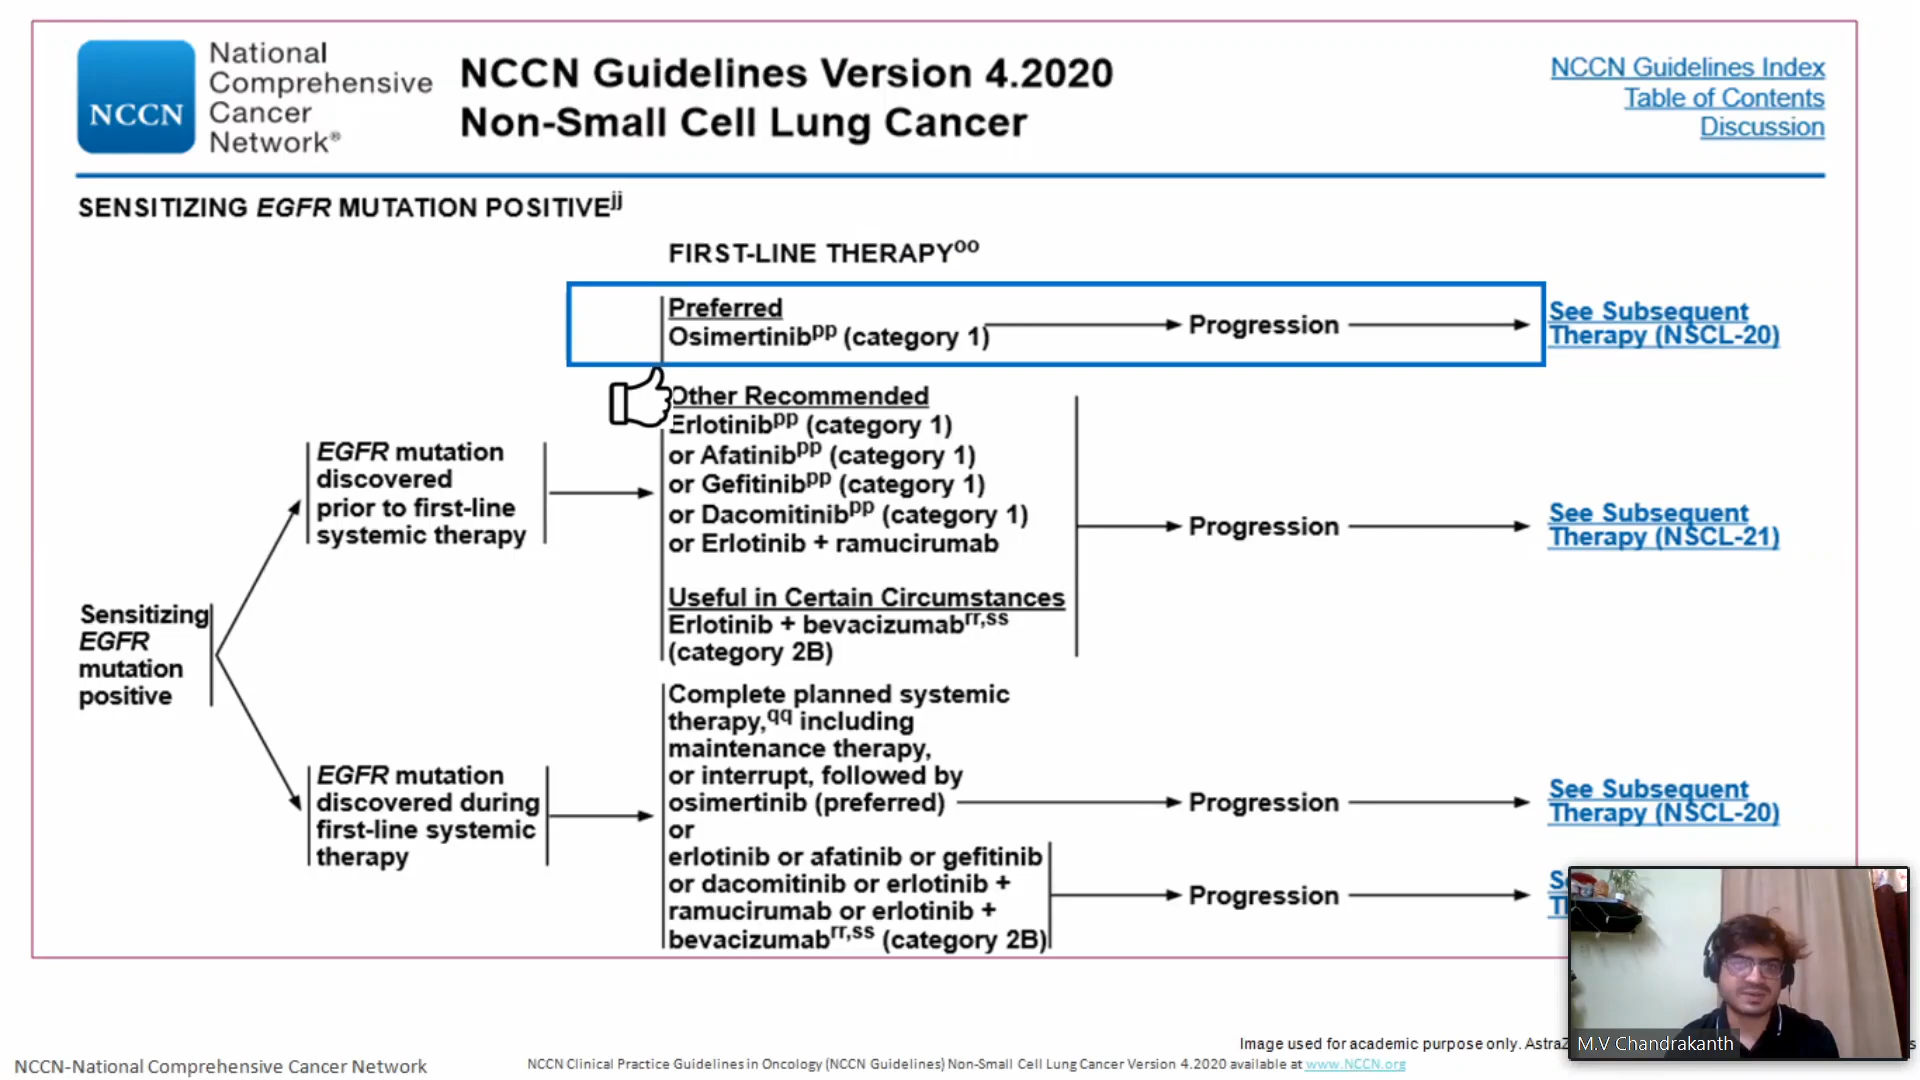 NCCN
National
Comprehensive
Cancer
Network®
NCCN Guidelines Version 4.2020
Non-Small Cell Lung Cancer
NCCN Guidelines Index
Table of Contents
Discussion
SENSITIZING EGFR MUTATION POSITIVEjj
FIRST-LINE THERAPYoo
Preferred
Osimertinibpp (category 1)
Progression
See Subsequent
Therapy (NSCL-20)
Other Recommended
Erlotinibpp (category 1)
or Afatinibpp (category 1)
or Gefitinibpp (category 1)
or Dacomitinibpp (category 1)
or Erlotinib + ramucirumab
Useful in Certain Circumstances
Erlotinib + bevacizumabrr,ss
(category 2B)
Progression
See Subsequent
Therapy (NSCL-21)
EGFR mutation
discovered
prior to first-line
systemic therapy
Sensitizing
EGFR
mutation
positive
EGFR mutation
discovered during
first-line systemic
therapy
Complete planned systemic
therapy,qq including
maintenance therapy,
or interrupt, followed by
osimertinib (preferred)
or
erlotinib or afatinib or gefitinib
or dacomitinib or erlotinib +
ramucirumab or erlotinib +
bevacizumabrr,ss (category 2B)
Progression
See Subsequent
Therapy (NSCL-20)
Progression
M.V Chandrakanth
Image used for academic purpose only.
NCCN-National Comprehensive Cancer Network
NCCN Clinical Practice Guidelines in Oncology (NCCN Guidelines) Non-Small Cell Lung Cancer Version 4.2020 available at www.NCCN.org